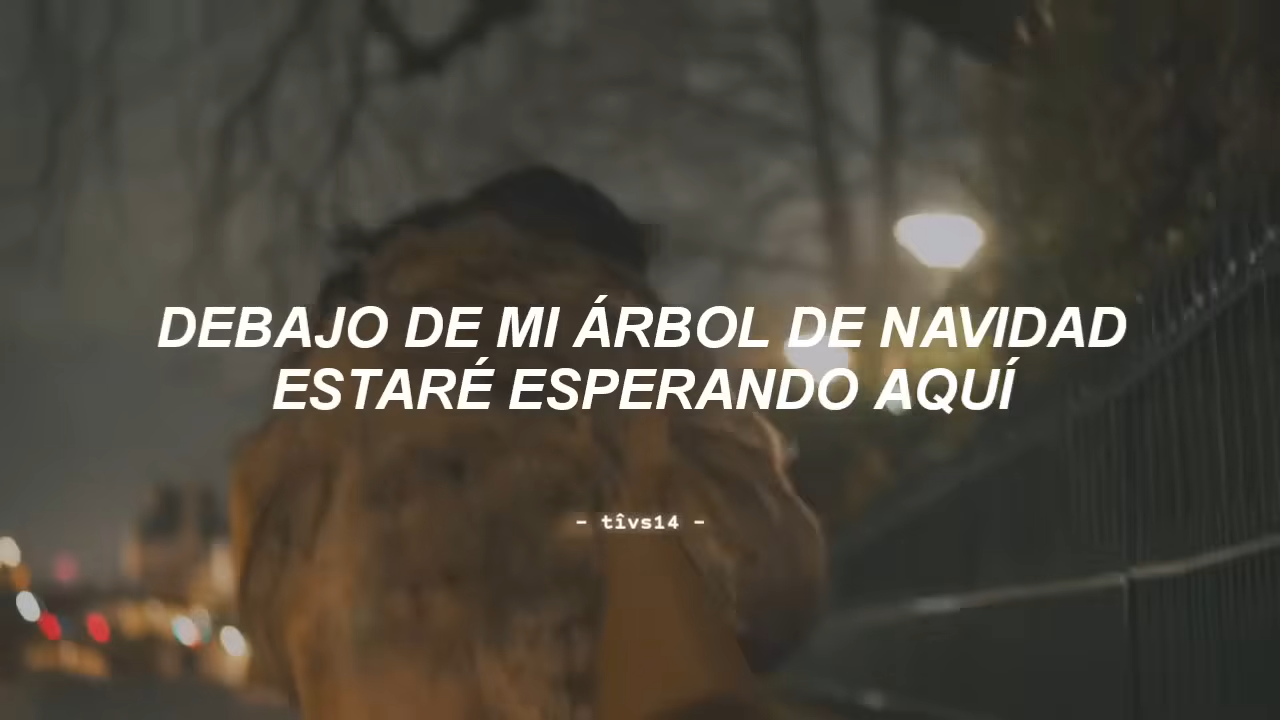 DEBAJO DE MI ÁRBOL DE NAVIDAD
ESTARÉ ESPERANDO AQUÍ
- tîvs14 -